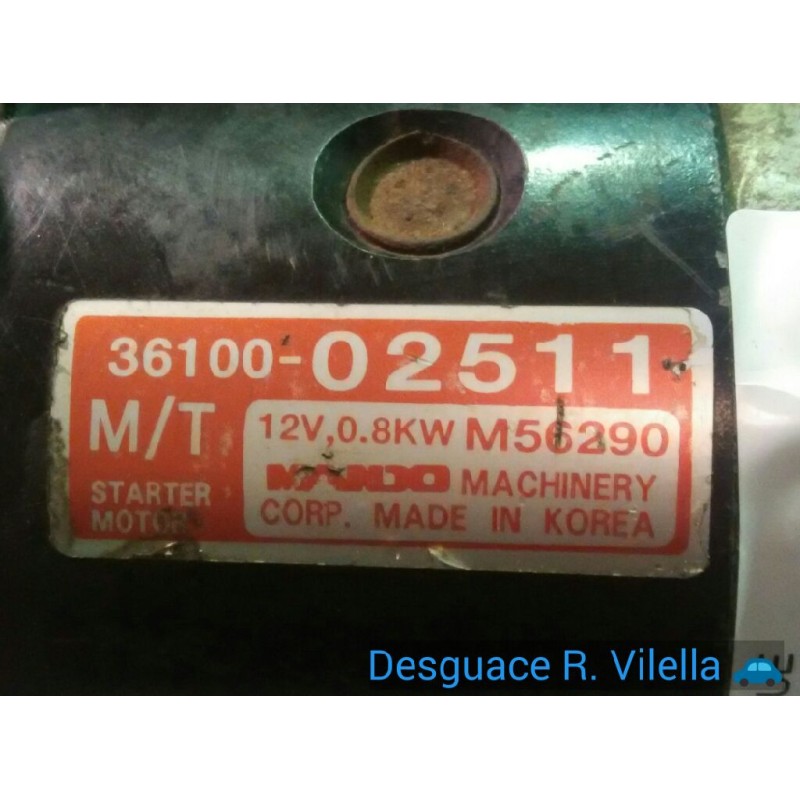 36100-02511
M/T
12V, 0.8KW M56290
STARTER MOTOR
MANDO MACHINERY
CORP. MADE IN KOREA
Desguace R. Vilella